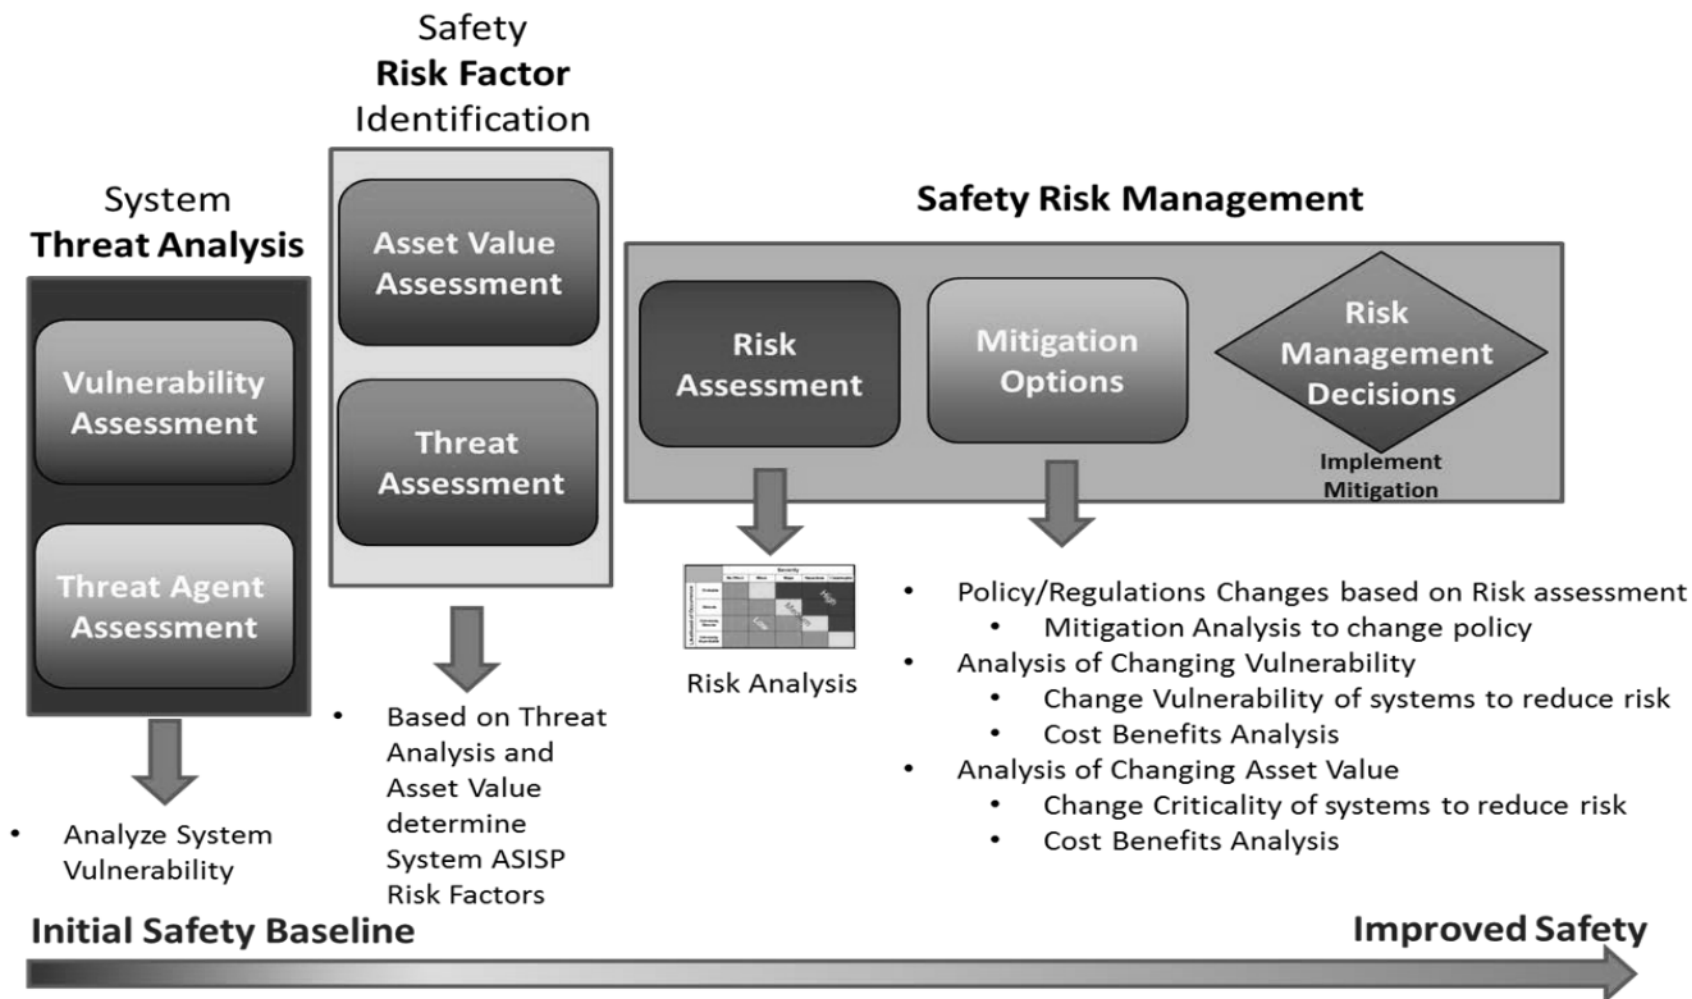 Safety
Risk Factor
Identification
System
Threat Analysis
Safety Risk Management
Asset Value
Assessment
Threat
Assessment
Vulnerability
Assessment
Threat Agent
Assessment
Risk
Assessment
Mitigation
Options
Risk
Management
Decisions
Implement
Mitigation
Severity
High
Medium
Low
Risk Analysis
• Analyze System
Vulnerability
• Based on Threat
Analysis and
Asset Value
determine
System ASISP
Risk Factors
• Policy/Regulations Changes based on Risk assessment
• Mitigation Analysis to change policy
• Analysis of Changing Vulnerability
• Change Vulnerability of systems to reduce risk
• Cost Benefits Analysis
• Analysis of Changing Asset Value
• Change Criticality of systems to reduce risk
• Cost Benefits Analysis
Initial Safety Baseline
Improved Safety